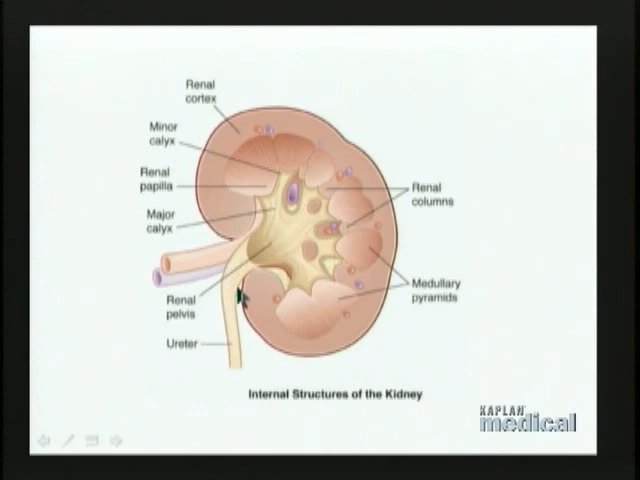 Renal
cortex
Minor
calyx
Renal
papilla
Major
calyx
Renal
columns
Medullary
pyramids
Renal
pelvis
Ureter
Internal Structures of the Kidney
KAPLAN
medical